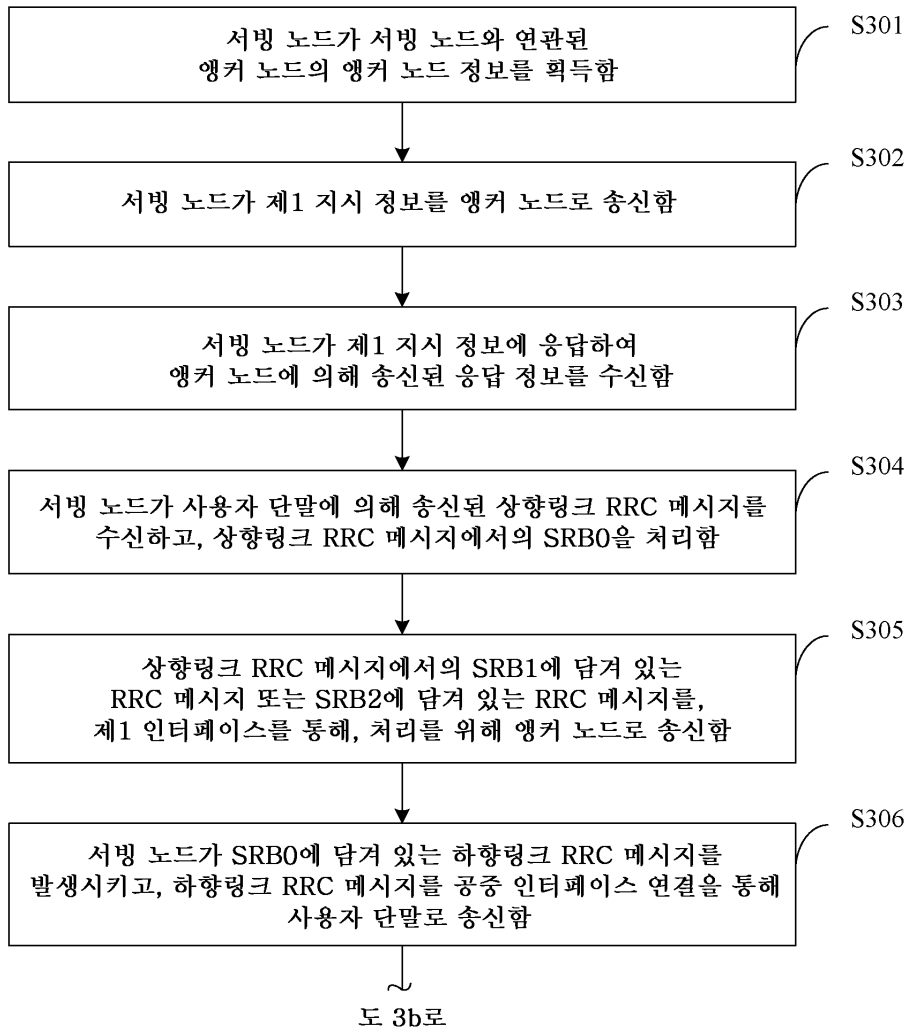 서빙 노드가 서빙 노드와 연관된
앵커 노드의 앵커 노드 정보를 획득함
S301
서빙 노드가 제1 지시 정보를 앵커 노드로 송신함
S302
서빙 노드가 제1 지시 정보에 응답하여
앵커 노드에 의해 송신된 응답 정보를 수신함
S303
서빙 노드가 사용자 단말에 의해 송신된 상향링크 RRC 메시지를
수신하고, 상향링크 RRC 메시지에서의 SRB0을 처리함
S304
상향링크 RRC 메시지에서의 SRB1에 담겨 있는
RRC 메시지 또는 SRB2에 담겨 있는 RRC 메시지를,
제1 인터페이스를 통해, 처리를 위해 앵커 노드로 송신함
S305
서빙 노드가 SRB0에 담겨 있는 하향링크 RRC 메시지를
발생시키고, 하향링크 RRC 메시지를 공중 인터페이스 연결을 통해
사용자 단말로 송신함
S306
도 3b로